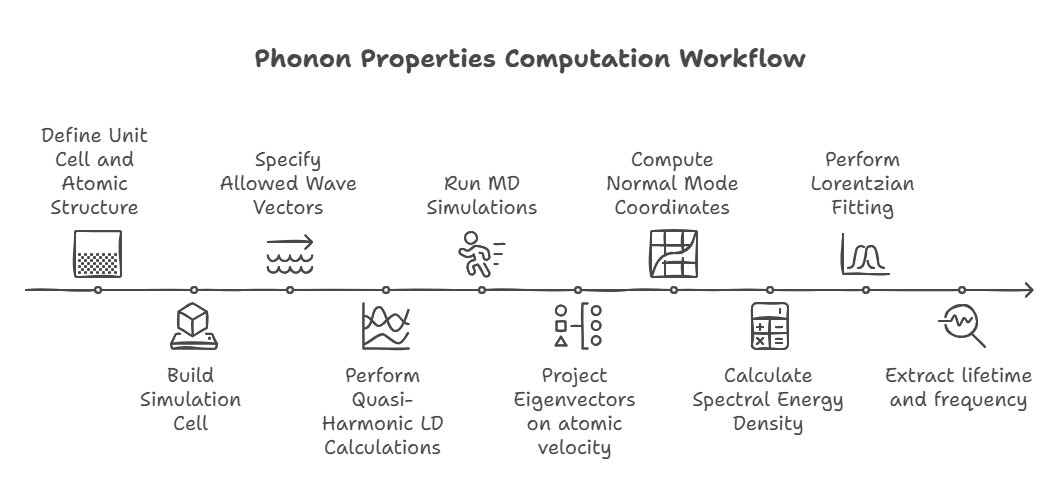 Phonon Properties Computation Workflow
Define Unit
Cell and
Atomic
Structure
Build
Simulation
Cell
Specify
Allowed Wave
Vectors
Perform
Quasi-
Harmonic LD
Calculations
Run MD
Simulations
Project
Eigenvectors
on atomic
velocity
Compute
Normal Mode
Coordinates
Calculate
Spectral Energy
Density
Perform
Lorentzian
Fitting
Extract lifetime
and frequency